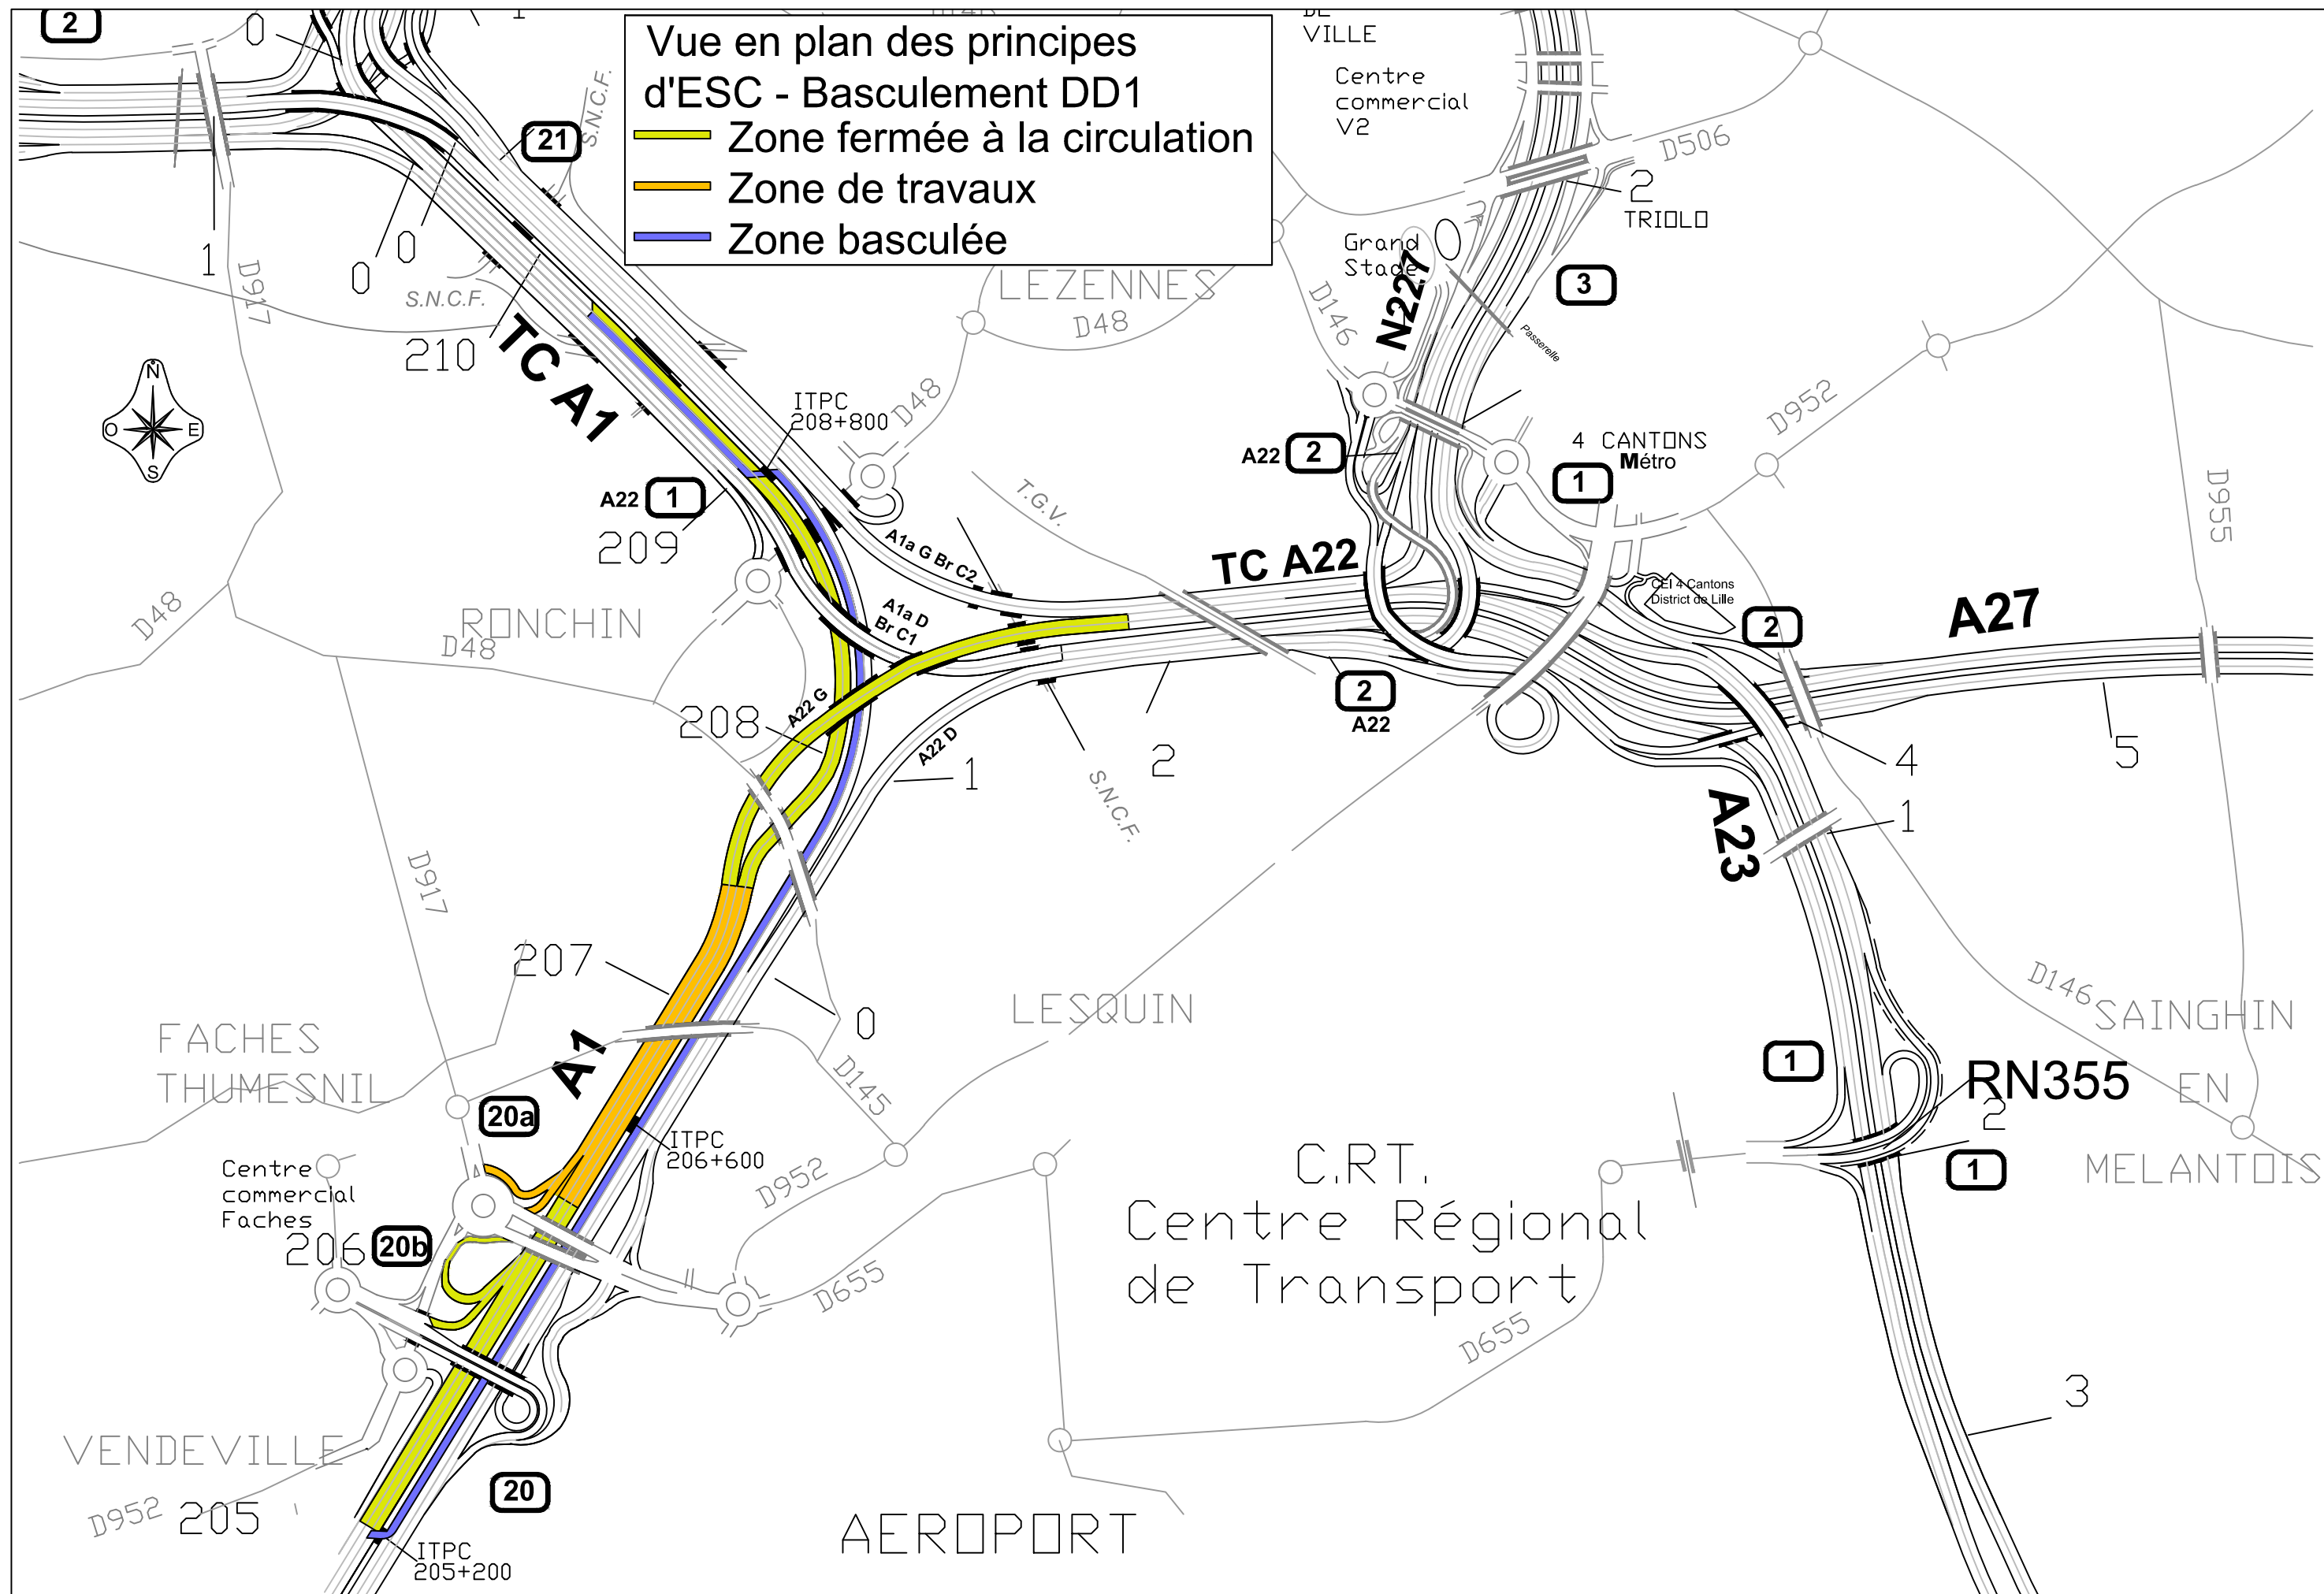 Vue en plan des principes
d'ESC - Basculement DD1
Zone fermée à la circulation
Zone de travaux
Zone basculée
2
0
1
DE
VILLE
Centre
commercial
V2
21
S.N.C.F.
D506
2
TRIOLO
1
0
0
D917
S.N.C.F.
210
TC A1
LEZENNES
D48
D146
Grand
Stade
N227
3
Passerelle
N
O
E
S
ITPC
208+800
D48
A22
2
4 CANTONS
Métro
1
D952
D955
A22
1
209
T.G.V.
A1a G Br C2
TC A22
CEI 4 Cantons
District de Lille
A27
2
D48
RONCHIN
D48
A1a D
Br C1
2
A22
208
A22 G
A22 D
1
2
S.N.C.F.
4
5
A23
1
D917
207
0
LESQUIN
D146
SAINGHIN
EN
MELANTOIS
FACHES
THUMESNIL
A1
D145
20a
ITPC
206+600
1
RN355
2
1
Centre
commercial
Faches
206
20b
D952
D655
C.R.T.
Centre Régional
de Transport
D655
3
VENDEVILLE
D952
205
20
ITPC
205+200
AEROPORT